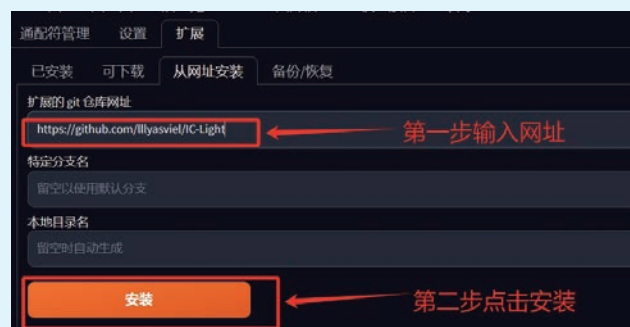 通配符管理 设置 扩展
已安装 可下载 从网址安装 备份/恢复
扩展的 git 仓库网址
https://github.com/lllyasviel/IC-Light 第一步输入网址
特定分支名
留空以使用默认分支
本地目录名
留空时自动生成
安装 第二步点击安装